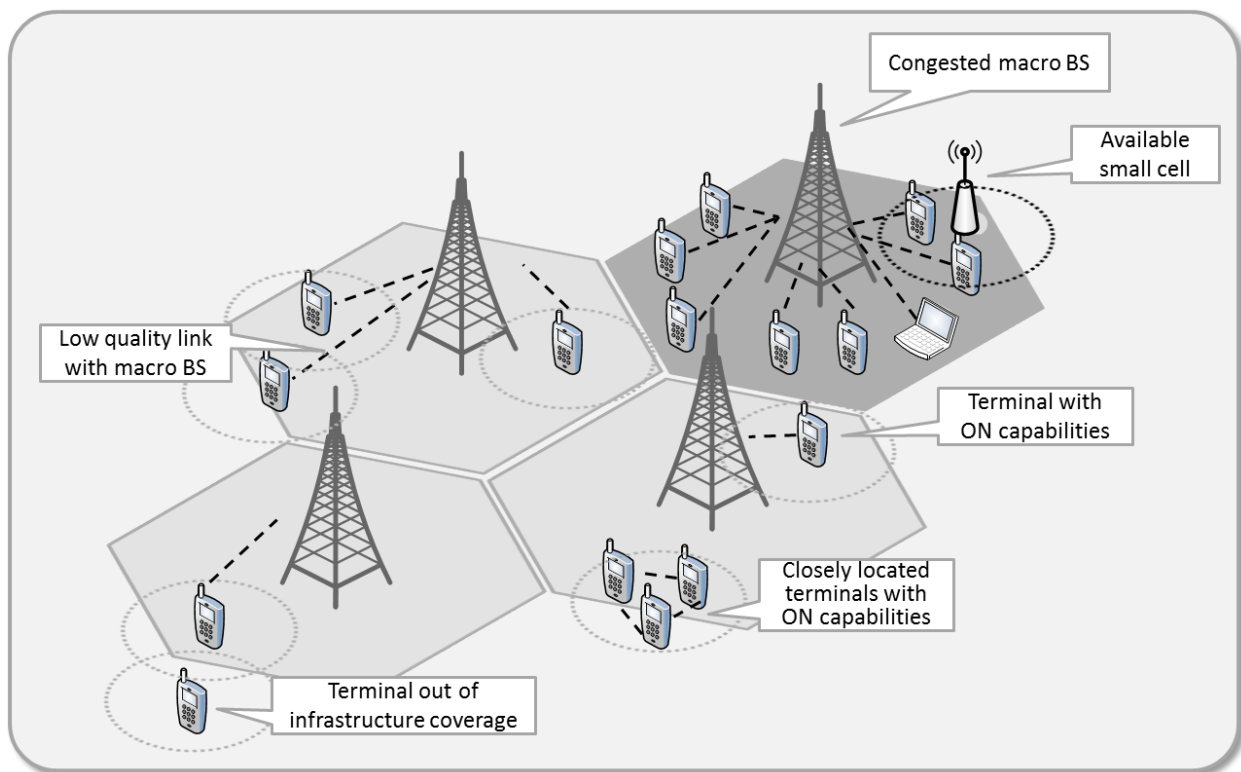 Congested macro BS
Available
small cell
Low quality link
with macro BS
Terminal with
ON capabilities
Closely located
terminals with
ON capabilities
Terminal out of
infrastructure coverage